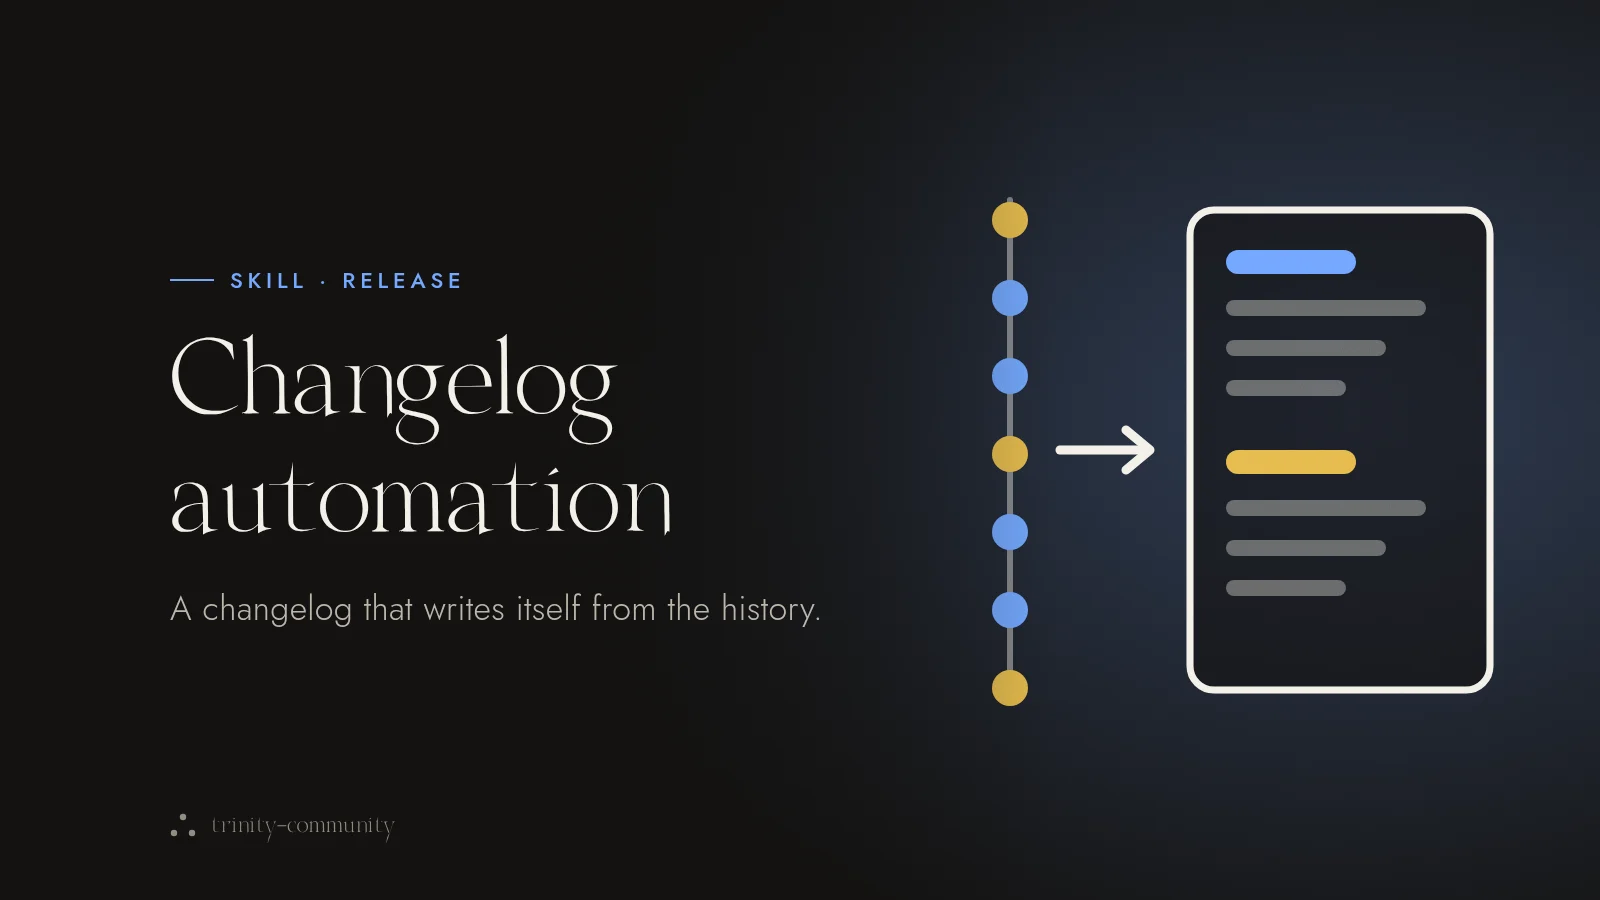 SKILL · RELEASE
Changelog
automation
A changelog that writes itself from the history.
trinity-community